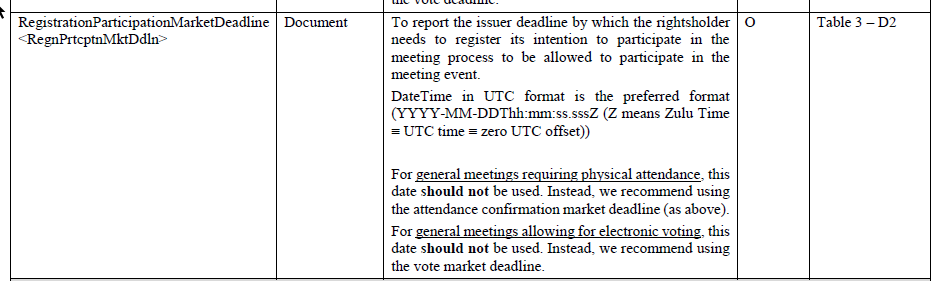 the vote deadline.
RegistrationParticipationMarketDeadline
<RegnPrtcptnMktDdln>
Document
To report the issuer deadline by which the rightsholder
needs to register its intention to participate in the
meeting process to be allowed to participate in the
meeting event.
DateTime in UTC format is the preferred format
(YYYY-MM-DDThh:mm:ss.sssZ (Z means Zulu Time
≡ UTC time ≡ zero UTC offset))
For general meetings requiring physical attendance, this
date should not be used. Instead, we recommend using
the attendance confirmation market deadline (as above).
For general meetings allowing for electronic voting, this
date should not be used. Instead, we recommend using
the vote market deadline.
O
Table 3 – D2